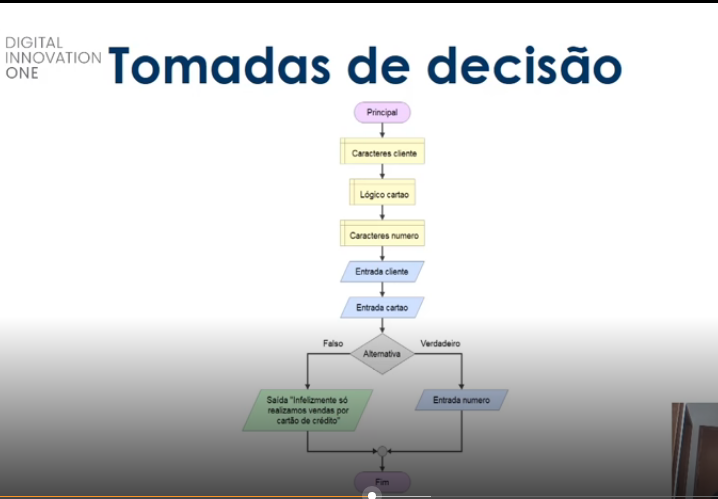 DIGITAL
INNOVATION
ONE
Tomadas de decisão
Principal
Caracteres cliente
Lógico cartao
Caracteres numero
Entrada cliente
Entrada cartao
Falso
Verdadeiro
Alternativa
Saída "Infelizmente só
realizamos vendas por
cartão de crédito"
Entrada numero
Fim